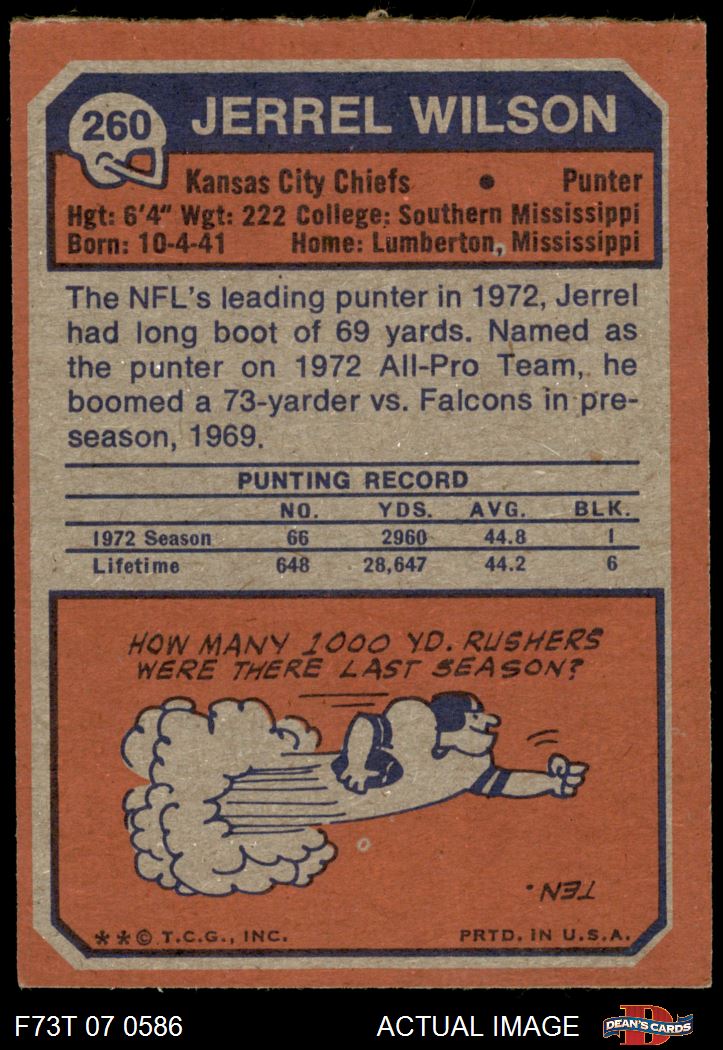 260
JERREL WILSON
Kansas City Chiefs • Punter
Hgt: 6'4" Wgt: 222 College: Southern Mississippi
Born: 10-4-41 Home: Lumberton, Mississippi
The NFL's leading punter in 1972, Jerrel
had long boot of 69 yards. Named as
the punter on 1972 All-Pro Team, he
boomed a 73-yarder vs. Falcons in pre-
season, 1969.
PUNTING RECORD
NO. YDS. AVG. BLK.
1972 Season 66 2960 44.8 1
Lifetime 648 28,647 44.2 6
HOW MANY 1000 YD. RUSHERS
WERE THERE LAST SEASON?
TEN.
**© T.C.G., INC. PRTD. IN U.S.A.
F73T 07 0586 ACTUAL IMAGE D DEAN'S CARDS